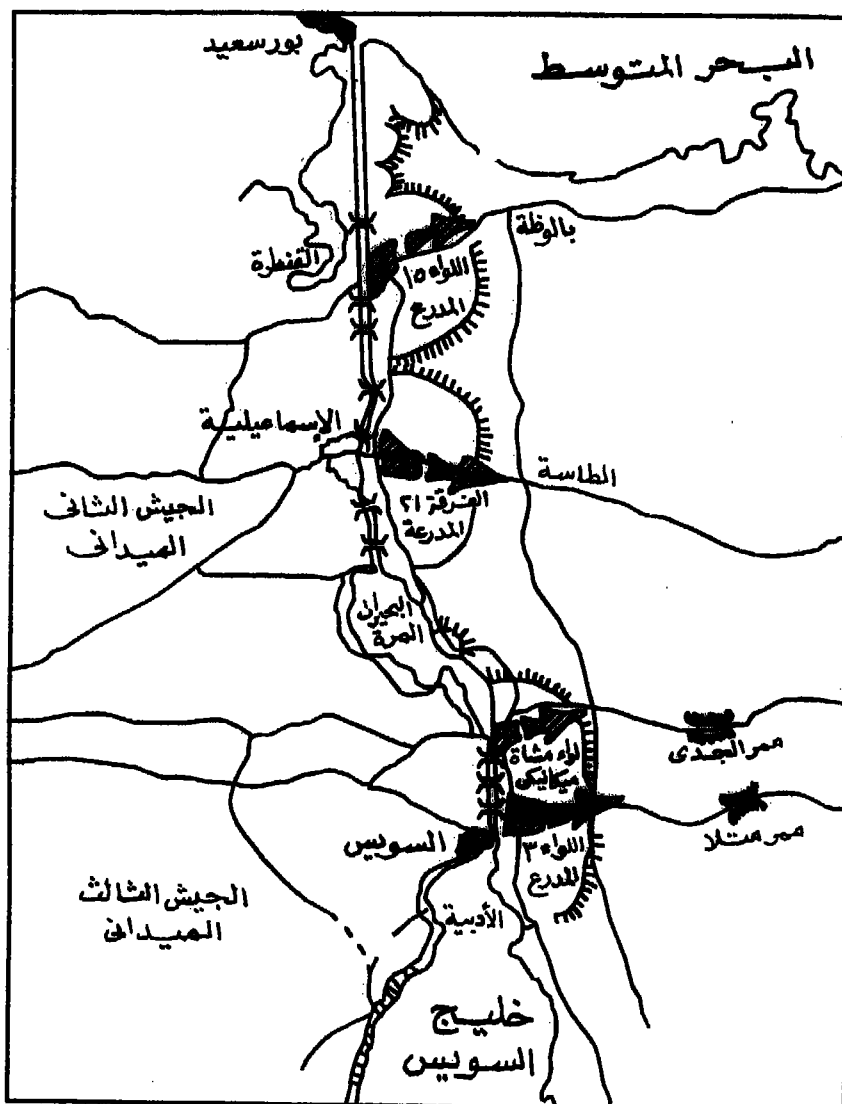 بورسعيد
البحر المتوسط
بالوظة
القنطرة
اللواء ١٥
المدرع
الإسماعيلية
الطاسة
الجيش الثانى
الميدانى
الفرقة ٢١
المدرعة
البحيرات
المرة
لواء مشاة
ميكانيكى
ممر الجدى
ممر متلا
السويس
اللواء ٣
المدرع
الجيش الثالث
الميدانى
الأدبية
خليج
السويس